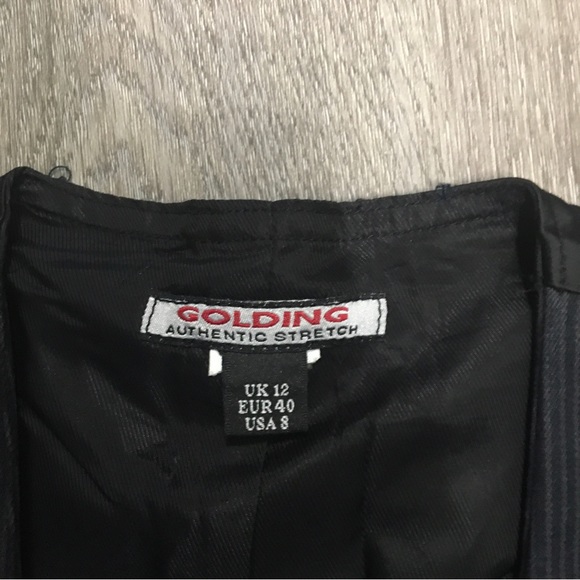 GOLDING
AUTHENTIC STRETCH
UK 12
EUR 40
USA 8